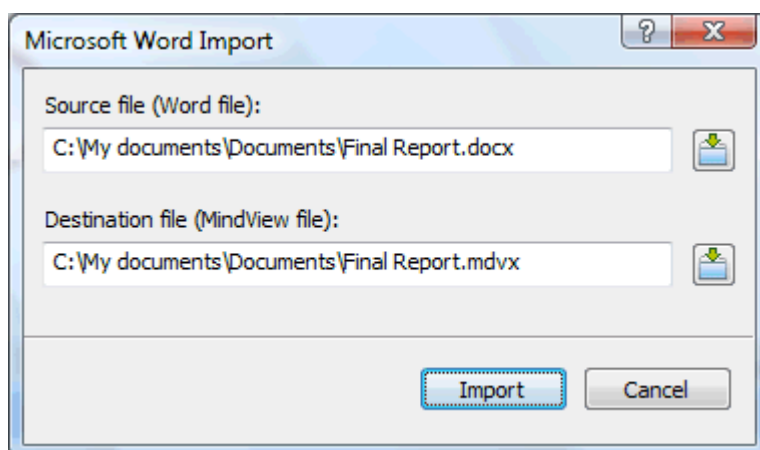 Microsoft Word Import
Source file (Word file):
C:\My documents\Documents\Final Report.docx
Destination file (MindView file):
C:\My documents\Documents\Final Report.mdvx
Import Cancel